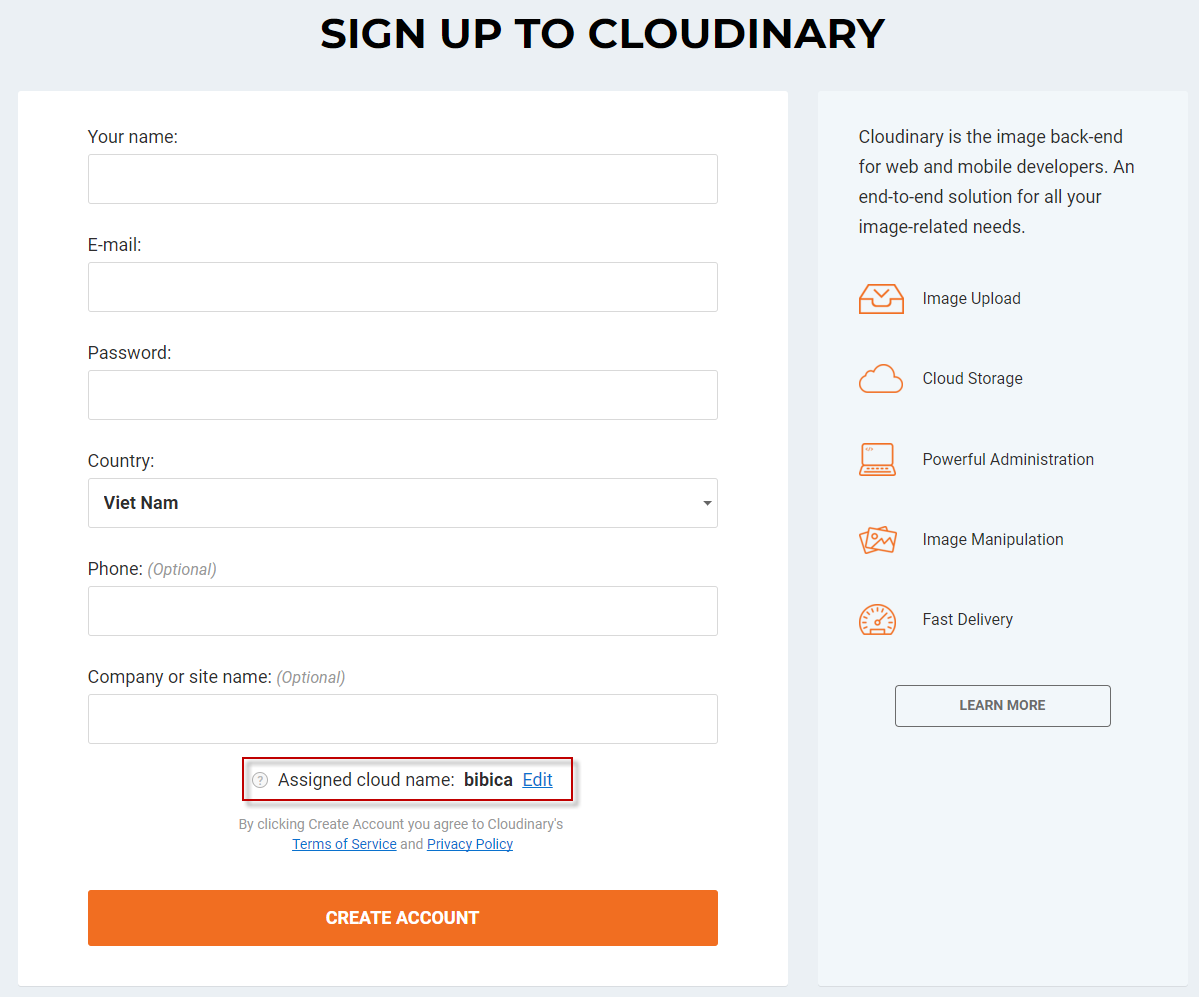 SIGN UP TO CLOUDINARY
Your name:
E-mail:
Password:
Country:
Viet Nam
Phone: (Optional)
Company or site name: (Optional)
? Assigned cloud name: bibica Edit
By clicking Create Account you agree to Cloudinary's
Terms of Service and Privacy Policy
CREATE ACCOUNT
Cloudinary is the image back-end
for web and mobile developers. An
end-to-end solution for all your
image-related needs.
Image Upload
Cloud Storage
Powerful Administration
Image Manipulation
Fast Delivery
LEARN MORE